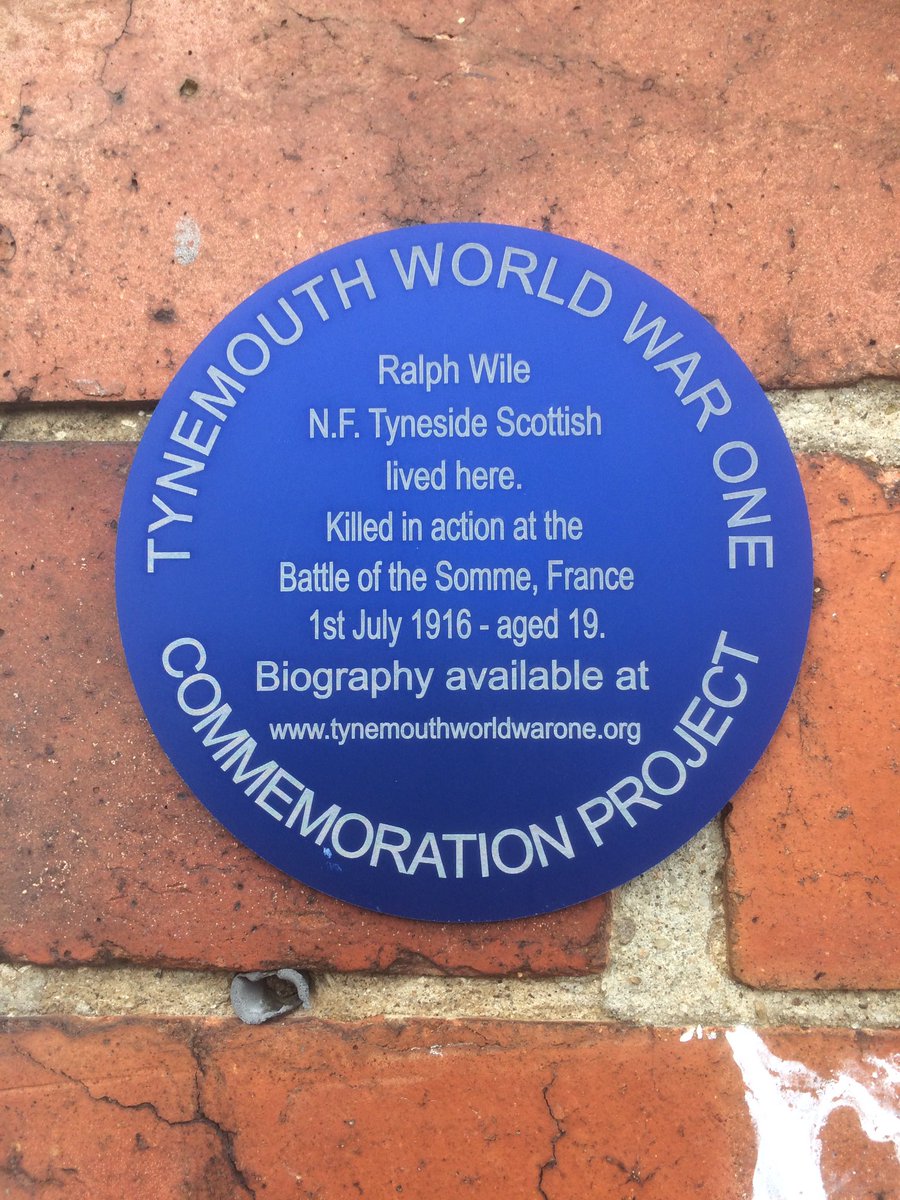 TYNEMOUTH WORLD WAR ONE
Ralph Wile
N.F. Tyneside Scottish
lived here.
Killed in action at the
Battle of the Somme, France
1st July 1916 - aged 19.
Biography available at
www.tynemouthworldwarone.org
COMMEMORATION PROJECT